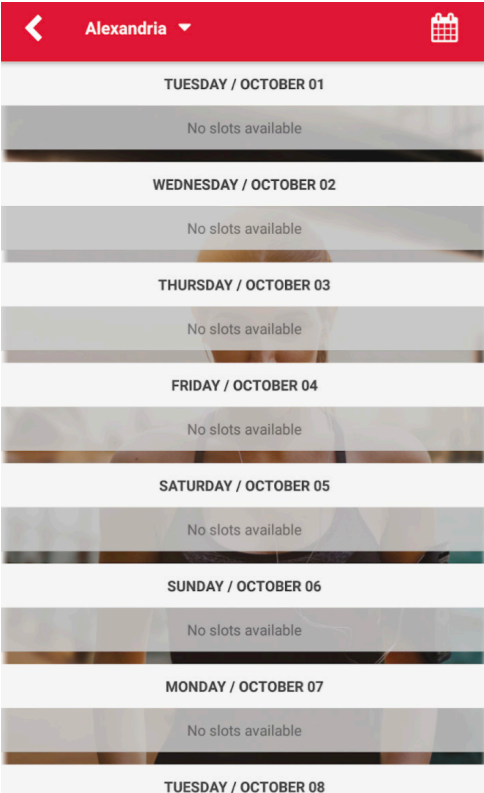 Alexandria
TUESDAY / OCTOBER 01
No slots available
WEDNESDAY / OCTOBER 02
No slots available
THURSDAY / OCTOBER 03
No slots available
FRIDAY / OCTOBER 04
No slots available
SATURDAY / OCTOBER 05
No slots available
SUNDAY / OCTOBER 06
No slots available
MONDAY / OCTOBER 07
No slots available
TUESDAY / OCTOBER 08